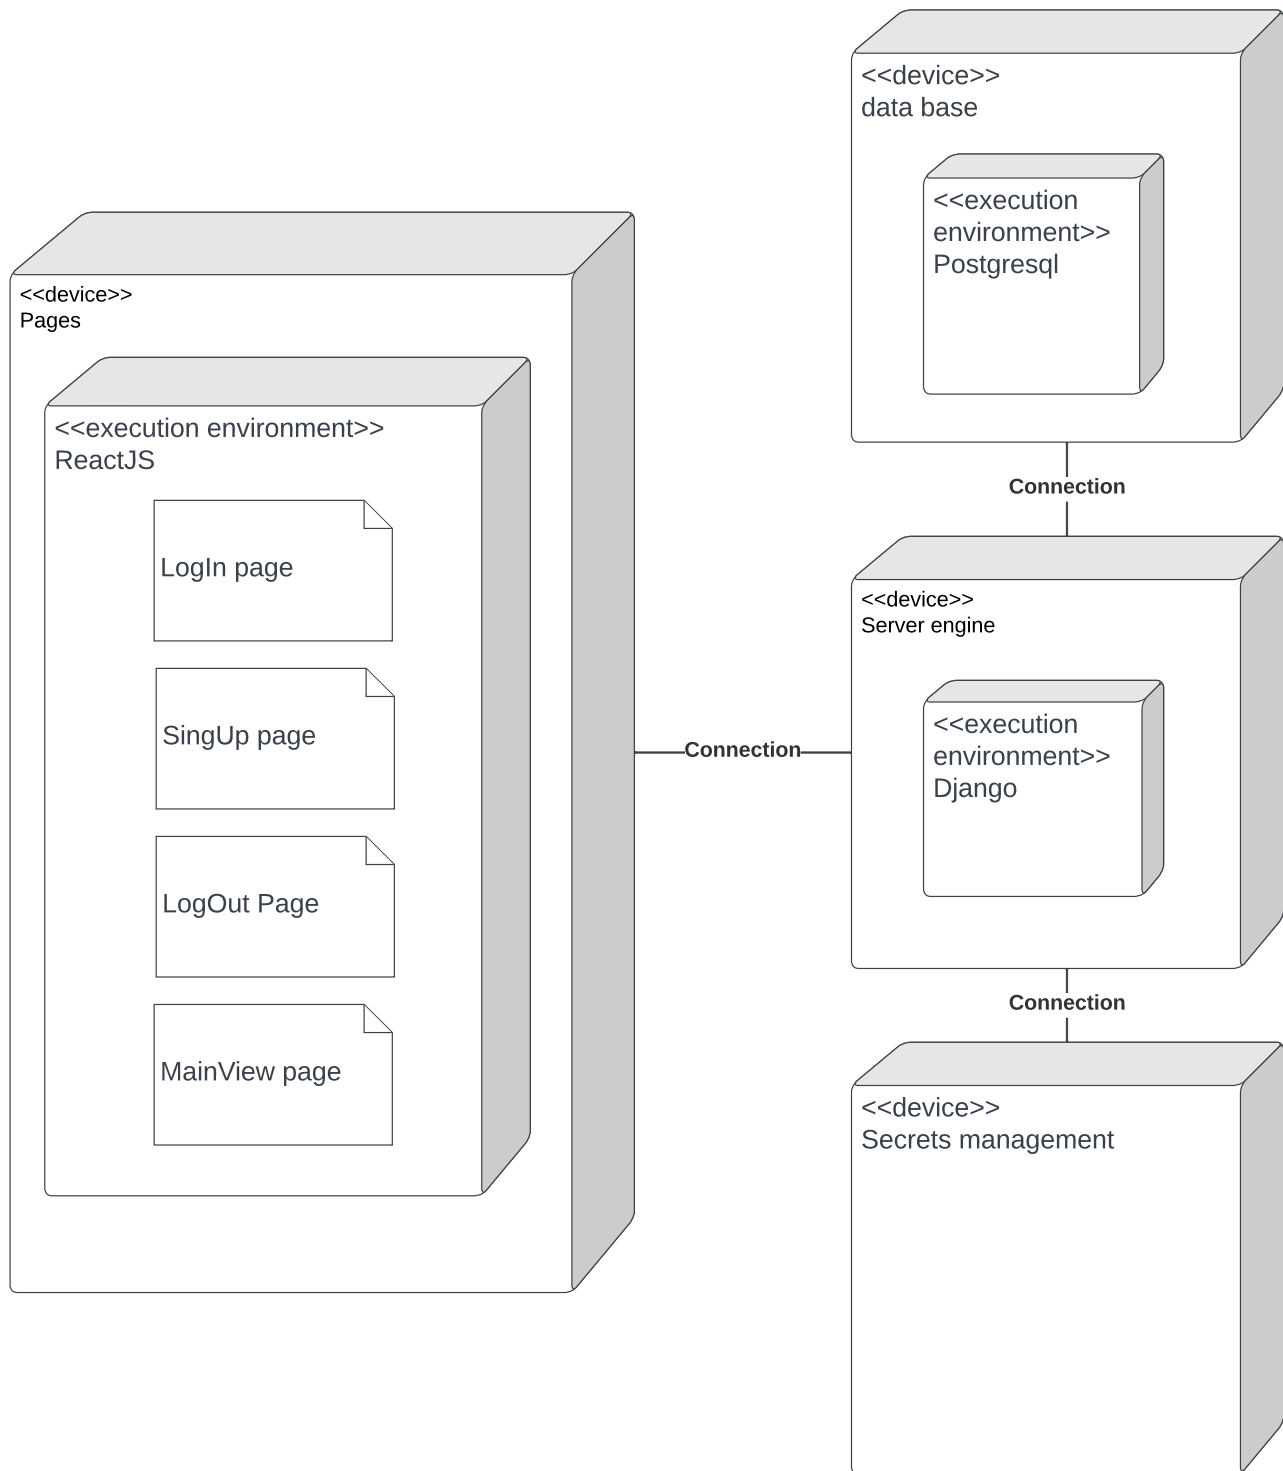 <<device>>
data base
<<execution
environment>>
Postgresql
<<device>>
Pages
<<execution environment>>
ReactJS
LogIn page
SingUp page
LogOut Page
MainView page
Connection
Connection
<<device>>
Server engine
<<execution
environment>>
Django
Connection
<<device>>
Secrets management